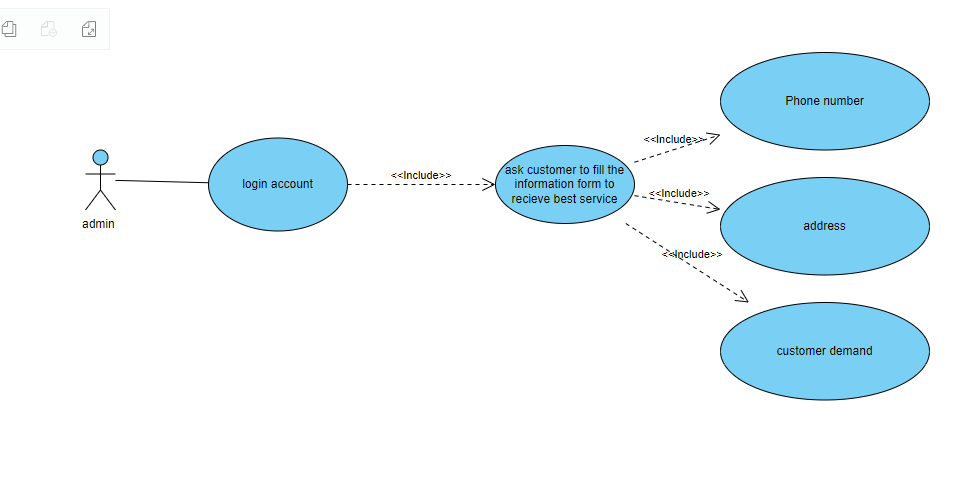 Phone number
<<Include>>
ask customer to fill the
information form to
recieve best service
<<Include>>
login account
<<Include>>
address
admin
<<Include>>
customer demand